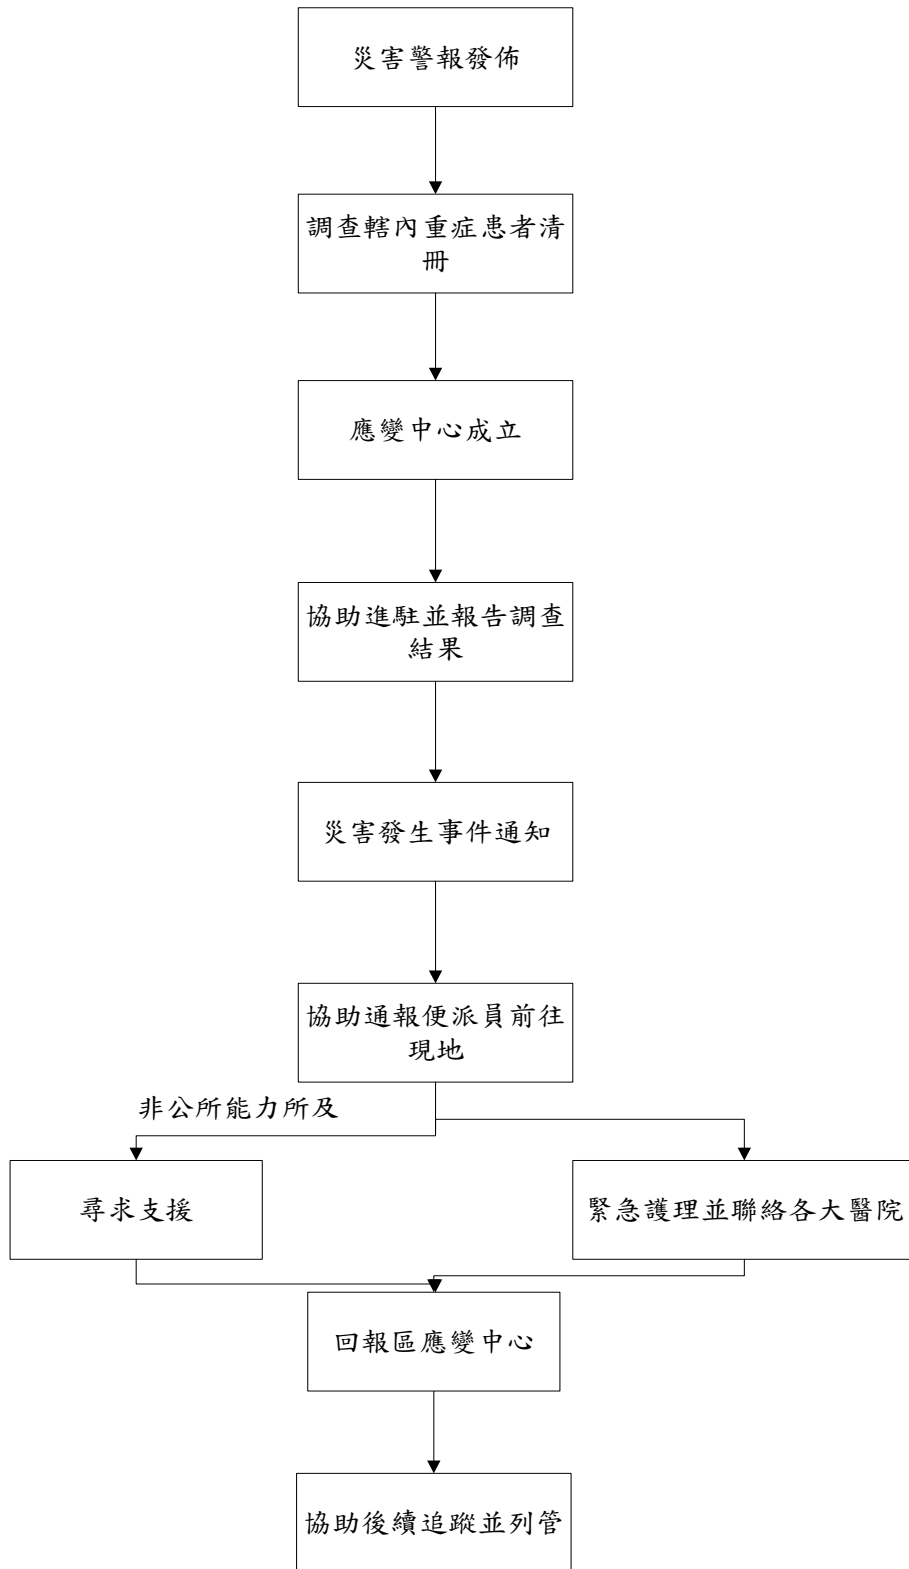 災害警報發佈
調查轄內重症患者清
冊
應變中心成立
協助進駐並報告調查
結果
災害發生事件通知
協助通報便派員前往
現地
非公所能力所及
尋求支援
緊急護理並聯絡各大醫院
回報區應變中心
協助後續追蹤並列管